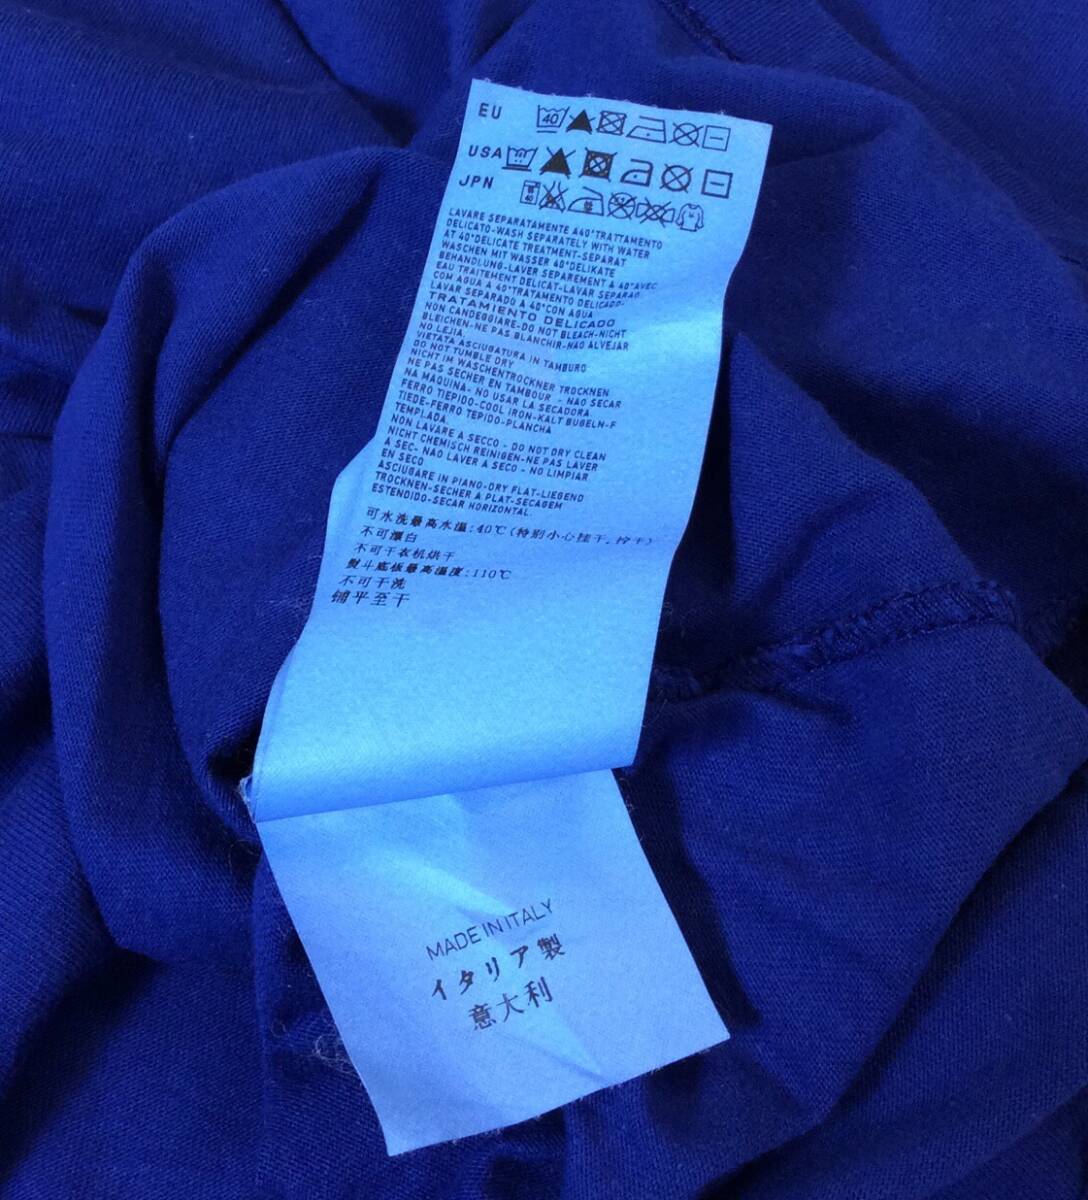 EU 40
USA
JPN 40
LAVARE SEPARATAMENTE A40°TRATTAMENTO
DELICATO-WASH SEPARATELY WITH WATER
AT 40°DELICATE TREATMENT-SEPARAT
WASCHEN MIT WASSER 40°DELIKATE
BEHANDLUNG-LAVER SEPAREMENT A 40°AVEC
EAU TRAITEMENT DELICAT-LAVAR SEPARAD
COM AGUA A 40°TRATAMENTO DELICADO-
LAVAR SEPARADO A 40°CON AGUA
TRATAMIENTO DELICADO
NON CANDEGGIARE-DO NOT BLEACH-NICHT
BLEICHEN-NE PAS BLANCHIR-NAO ALVEJAR
NO LEJIA.
VIETATA ASCIUGATURA IN TAMBURO
DO NOT TUMBLE DRY
NICHT IM WASCHENTROCKNER TROCKNEN
NE PAS SECHER EN TAMBOUR - NAO SECAR
NA MAQUINA- NO USAR LA SECADORA
FERRO TIEPIDO-COOL IRON-KALT BUGELN-F
TIEDE-FERRO TEPIDO-PLANCHA
TEMPLADA
NON LAVARE A SECCO - DO NOT DRY CLEAN
NICHT CHEMISCH REINIGEN-NE PAS LAVER
A SEC- NAO LAVER A SECO - NO LIMPIAR
EN SECO
ASCIUGARE IN PIANO-DRY FLAT-LIEGEND
TROCKNEN-SECHER A PLAT-SECAGEM
ESTENDIDO-SECAR HORIZONTAL.
可水洗最高水温:40℃(特别小心甩干,拧干)
不可漂白
不可干衣机烘干
熨斗底板最高温度:110℃
不可干洗
铺平至干
MADE IN ITALY
イタリア製
意大利